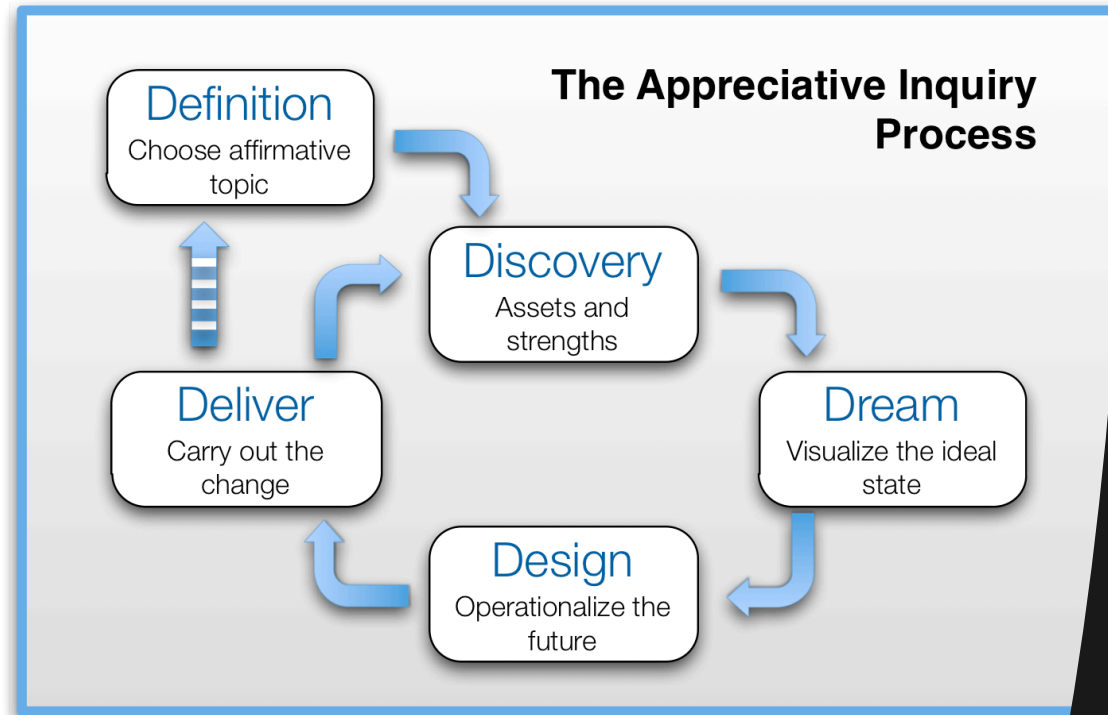 The Appreciative Inquiry
Process
Definition
Choose affirmative
topic
Discovery
Assets and
strengths
Dream
Visualize the ideal
state
Design
Operationalize the
future
Deliver
Carry out the
change